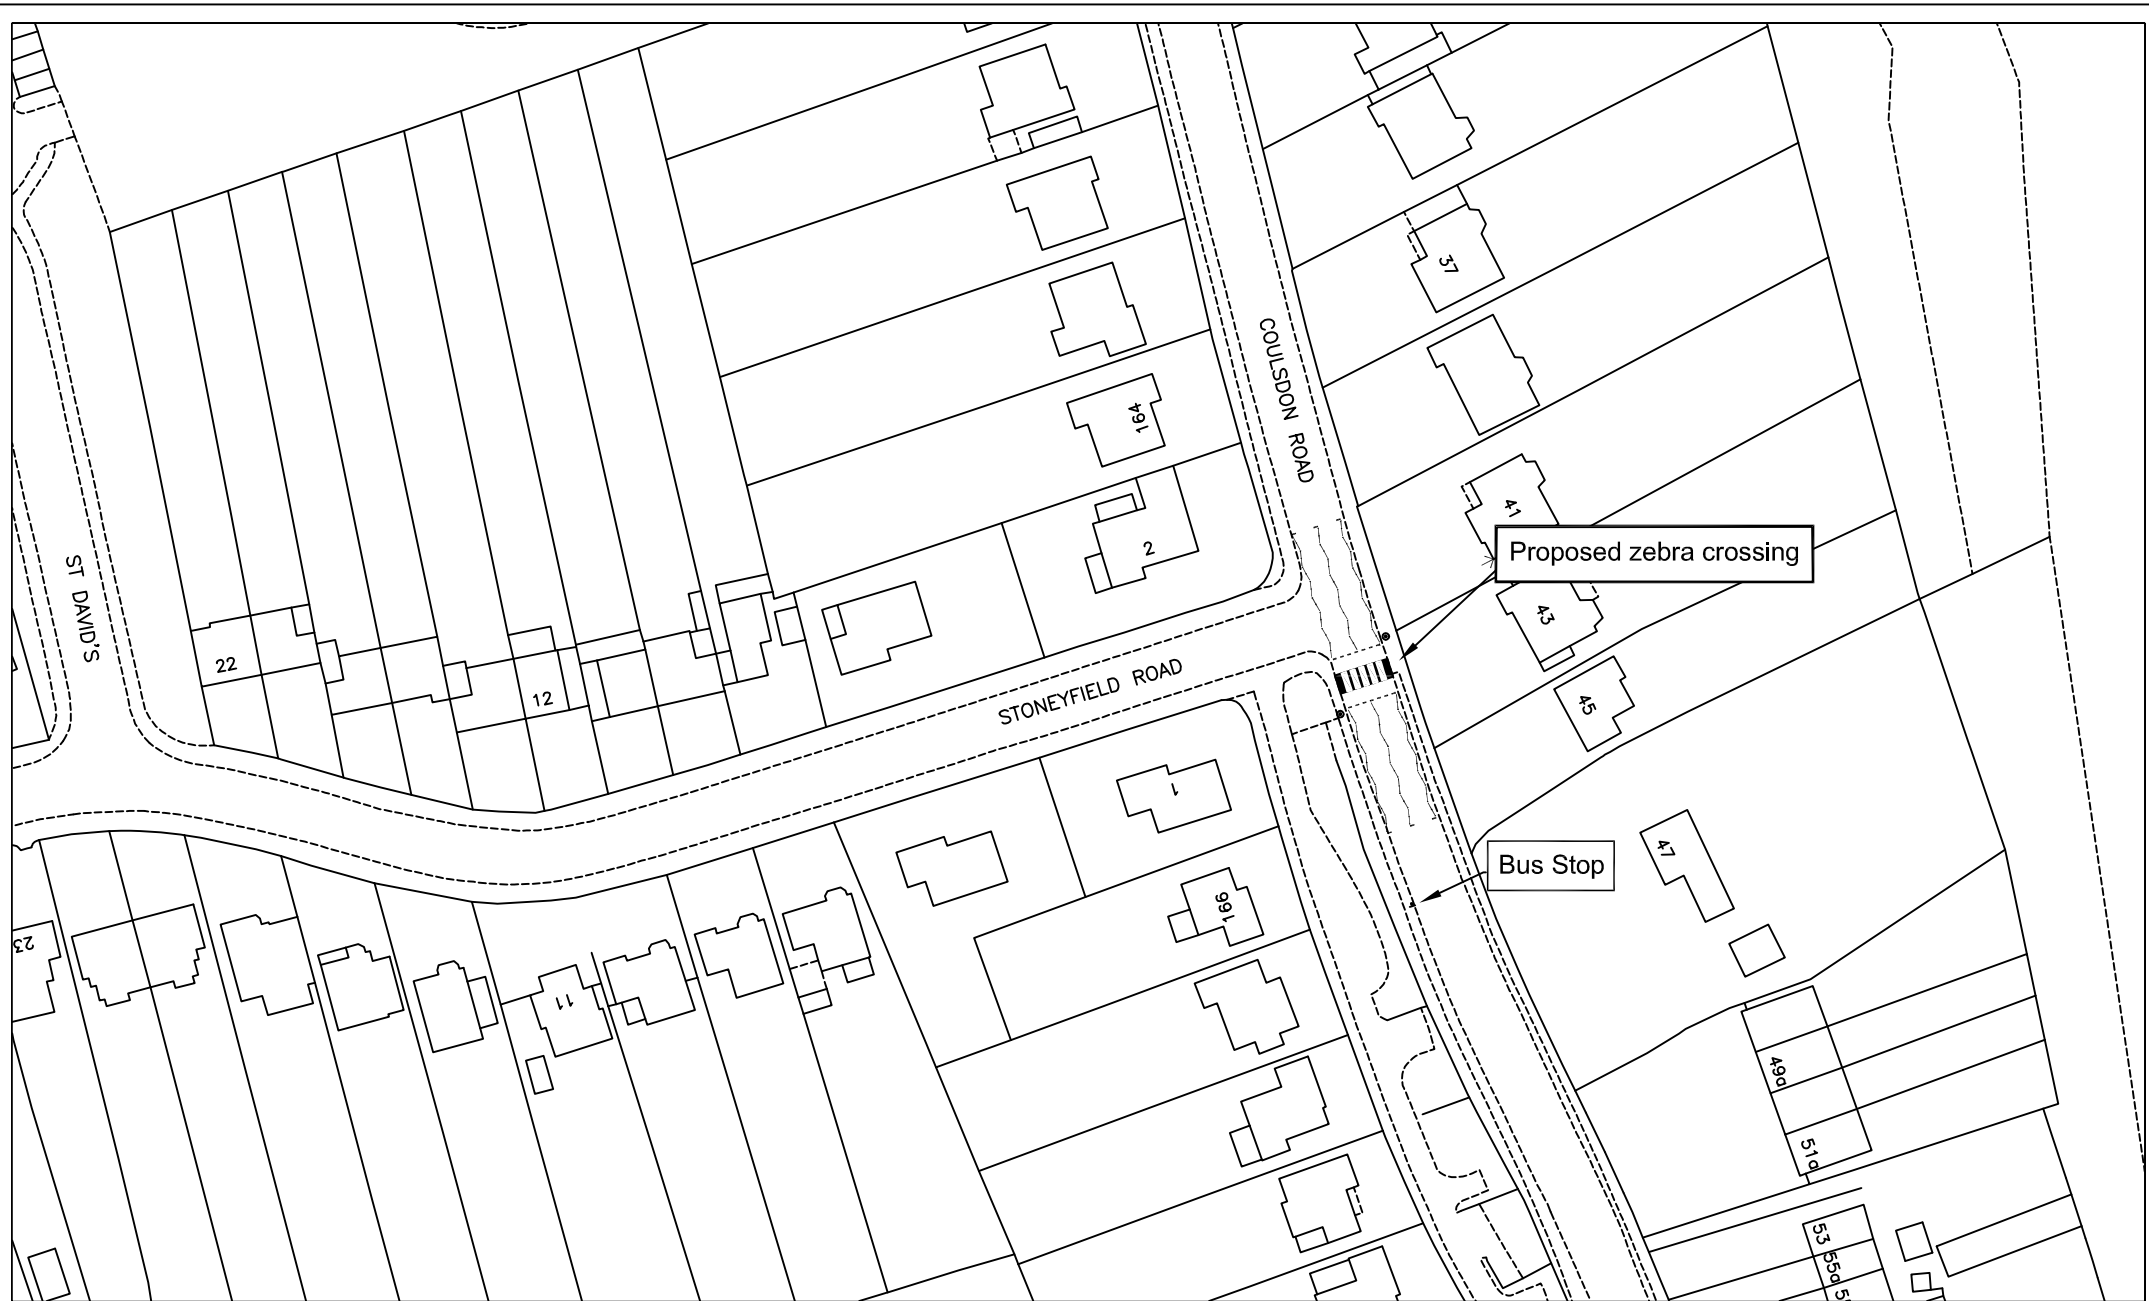 37
COULSDON ROAD
164
41
2
Proposed zebra crossing
ST DAVID'S
43
22
12
STONEYFIELD ROAD
45
1
47
Bus Stop
166
23
11
49a
51a
53
55a